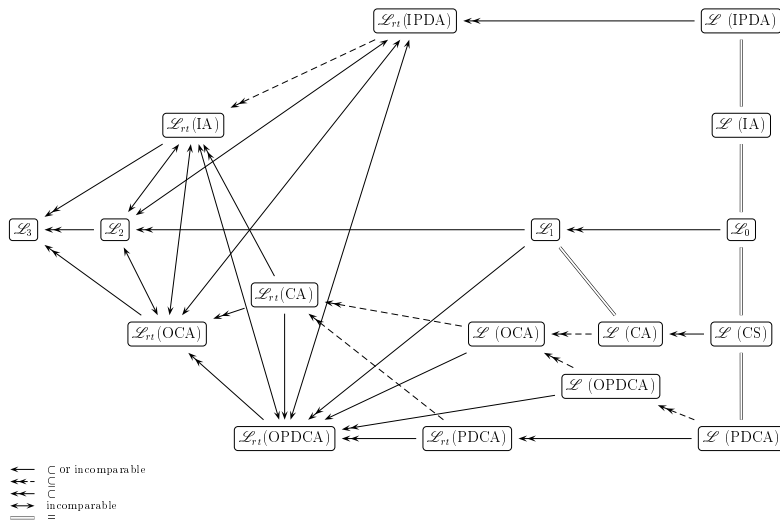 ℒrt(IPDA) ℒ (IPDA)
ℒrt(IA) ℒ (IA)
ℒ3 ℒ2 ℒ1 ℒ0
ℒrt(CA)
ℒrt(OCA) ℒ (OCA) ℒ (CA) ℒ (CS)
ℒ (OPDCA)
ℒrt(OPDCA) ℒrt(PDCA) ℒ (PDCA)
⊂ or incomparable
⊆
⊂
incomparable
=